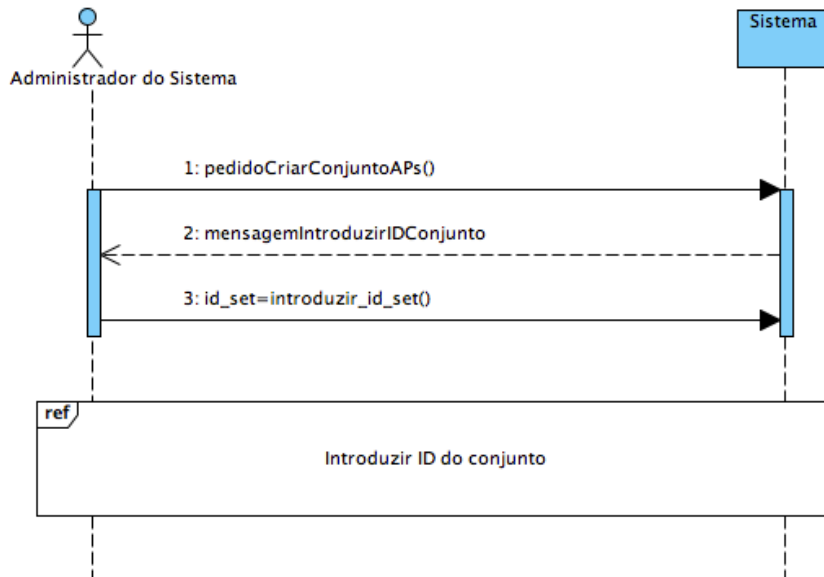 Sistema
Administrador do Sistema
1: pedidoCriarConjuntoAPs()
2: mensagemIntroduzirIDConjunto
3: id_set=introduzir_id_set()
ref
Introduzir ID do conjunto